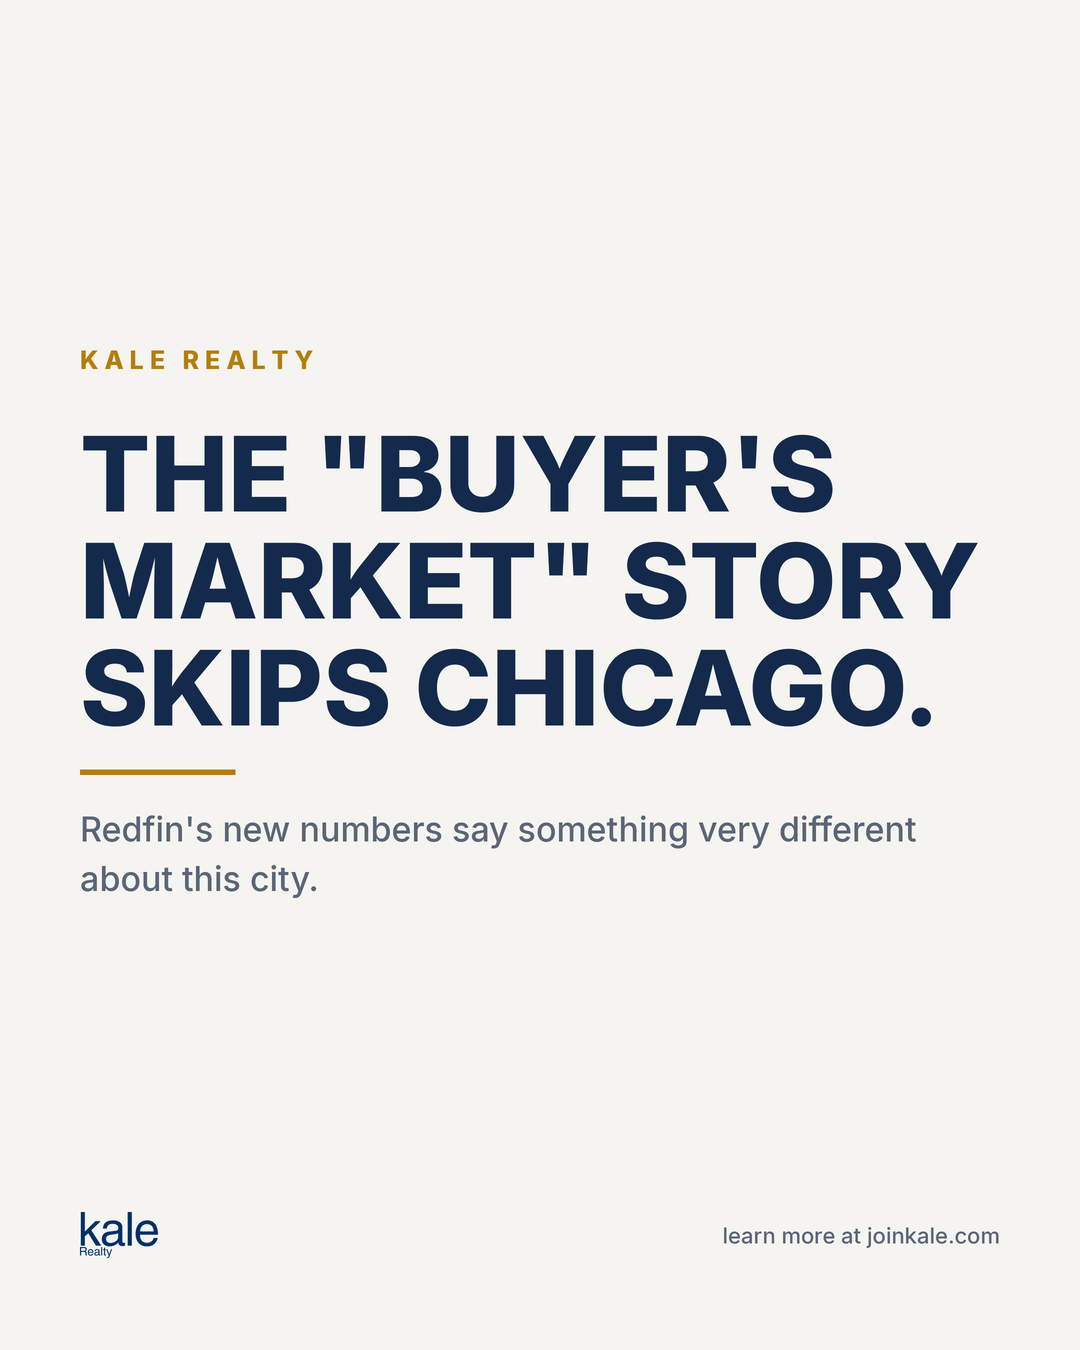 KALE REALTY
THE "BUYER'S
MARKET" STORY
SKIPS CHICAGO.
Redfin's new numbers say something very different
about this city.
kale
Realty
learn more at joinkale.com